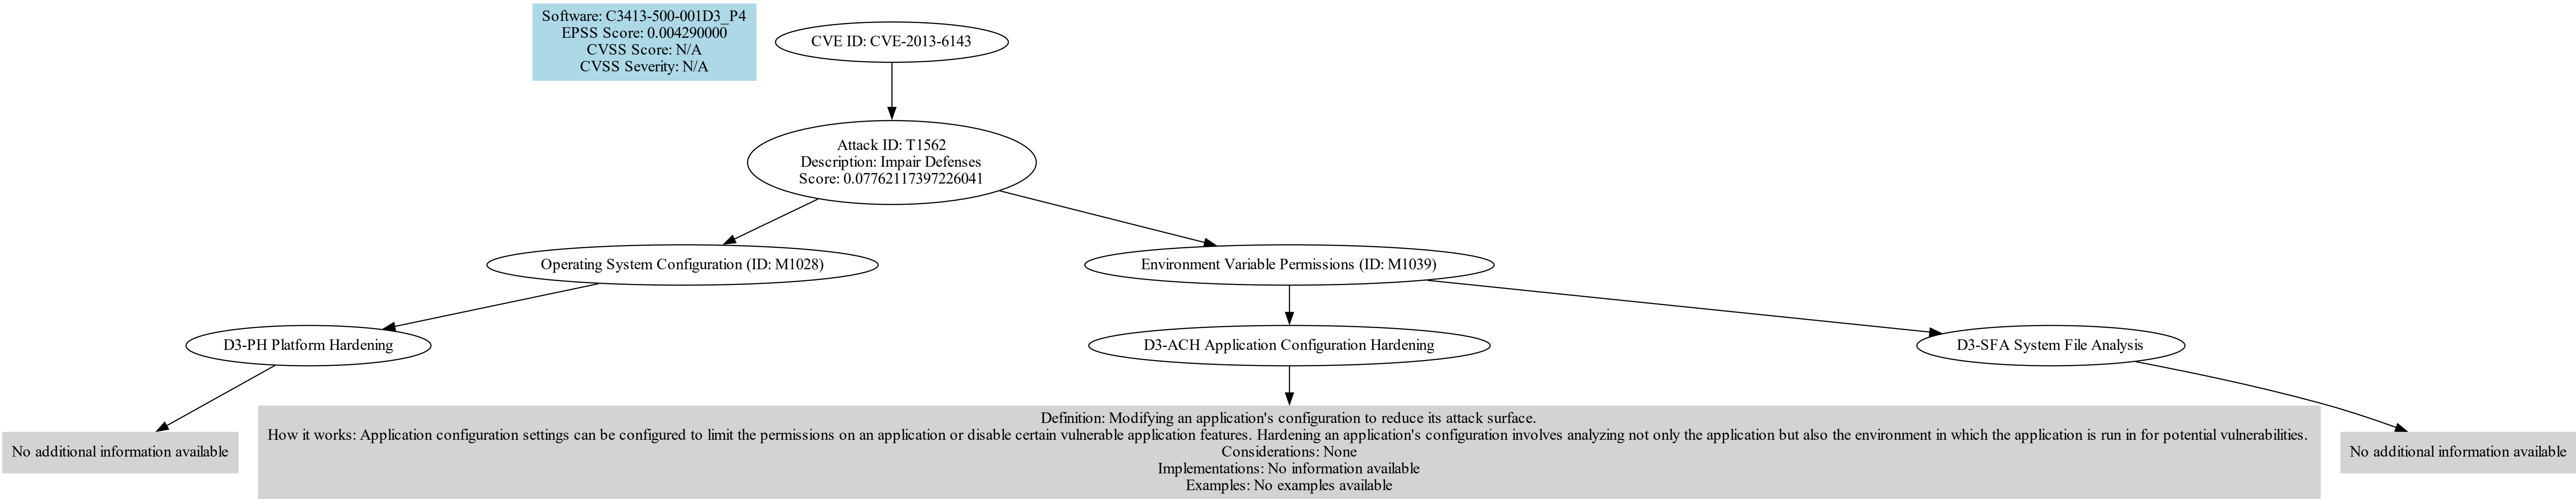 Software: C3413-500-001D3_P4
EPSS Score: 0.004290000
CVSS Score: N/A
CVSS Severity: N/A
CVE ID: CVE-2013-6143
Attack ID: T1562
Description: Impair Defenses
Score: 0.07762117397226041
Operating System Configuration (ID: M1028)
Environment Variable Permissions (ID: M1039)
D3-PH Platform Hardening
D3-ACH Application Configuration Hardening
D3-SFA System File Analysis
No additional information available
Definition: Modifying an application's configuration to reduce its attack surface.
How it works: Application configuration settings can be configured to limit the permissions on an application or disable certain vulnerable application features. Hardening an application's configuration involves analyzing not only the application but also the environment in which the application is run in for potential vulnerabilities.
Considerations: None
Implementations: No information available
Examples: No examples available
No additional information available